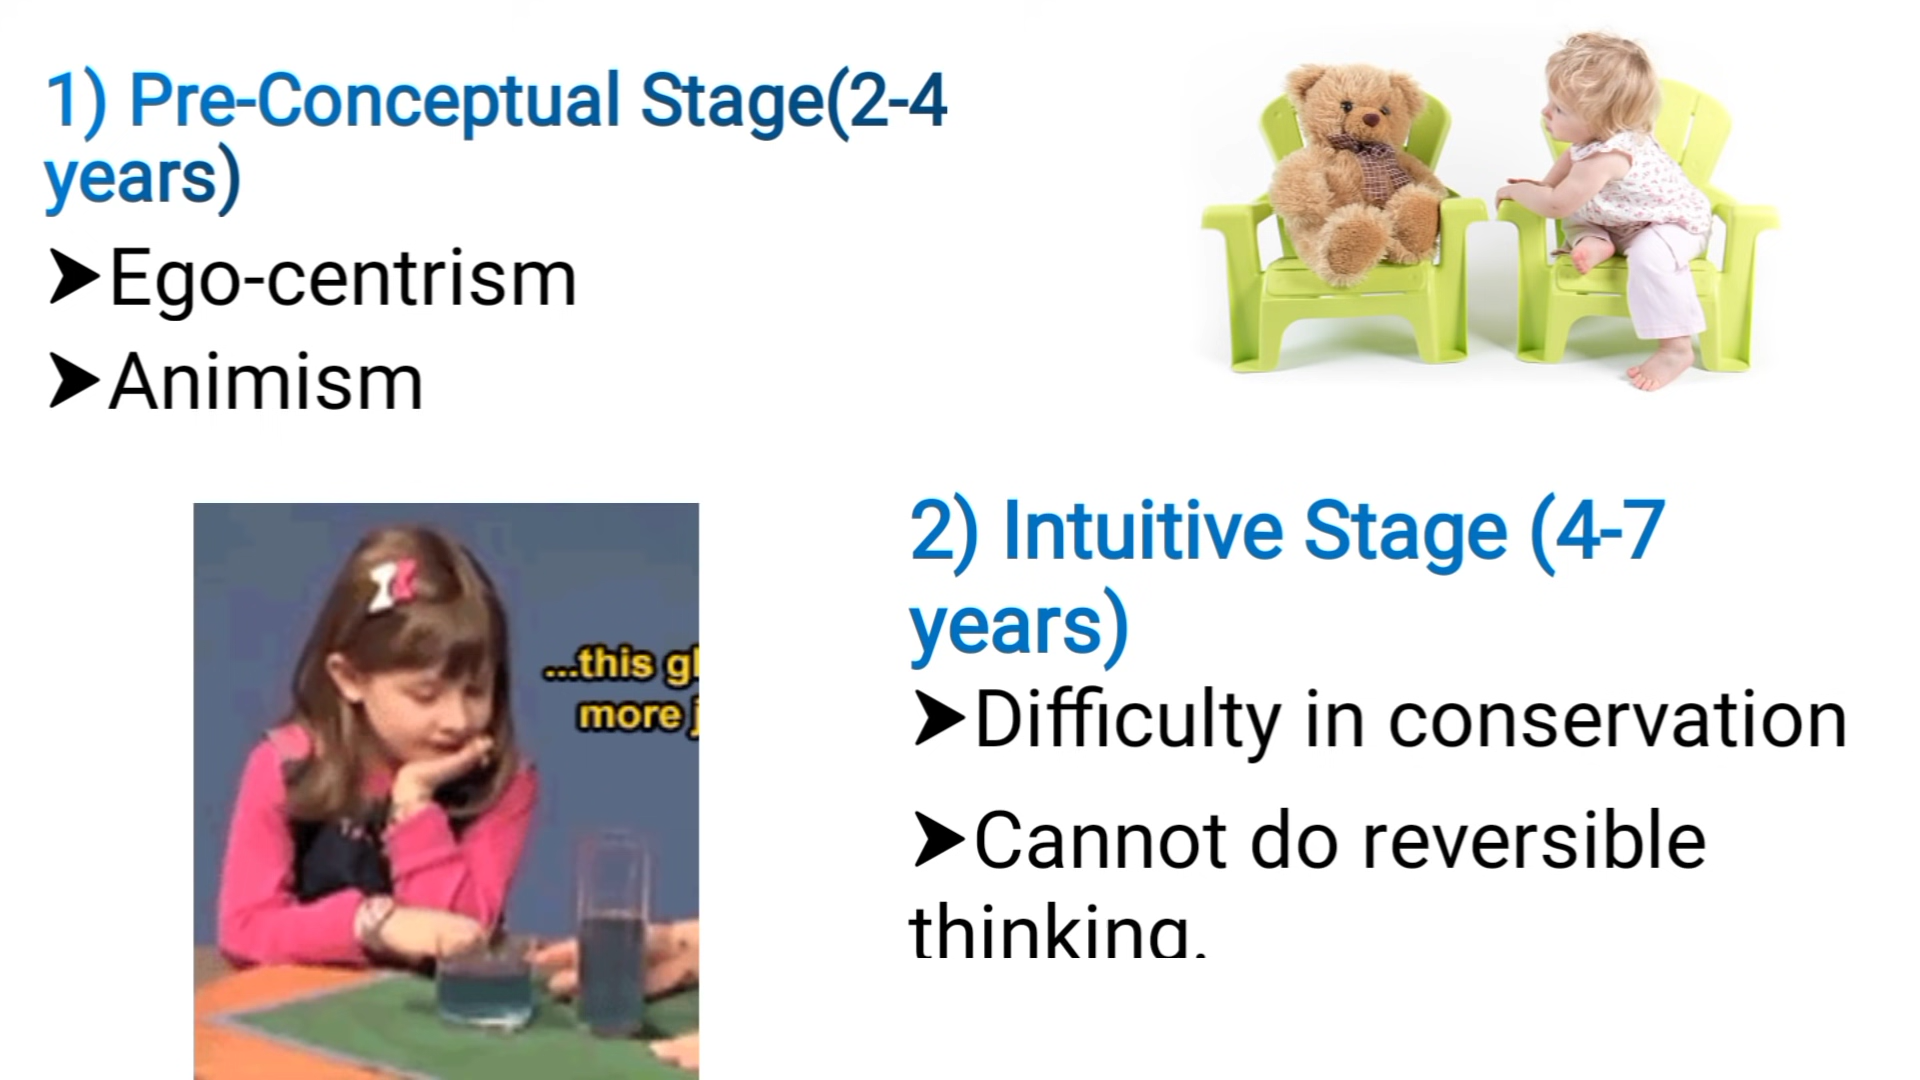 1) Pre-Conceptual Stage(2-4
years)
➤Ego-centrism
➤Animism
...this
more
2) Intuitive Stage (4-7
years)
➤Difficulty in conservation
➤Cannot do reversible
thinking.